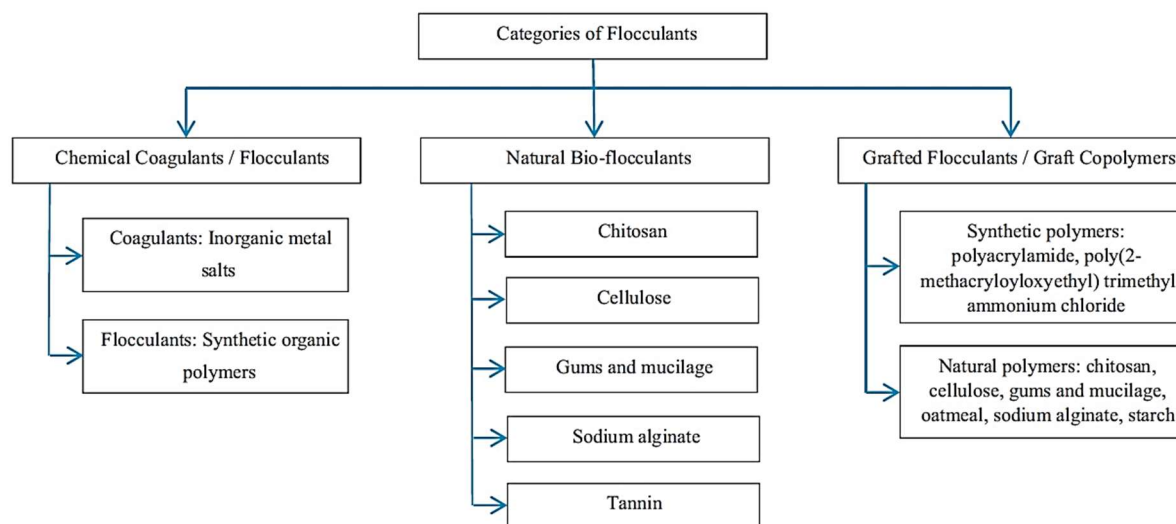 Categories of Flocculants
Chemical Coagulants / Flocculants
Coagulants: Inorganic metal
salts
Flocculants: Synthetic organic
polymers
Natural Bio-flocculants
Chitosan
Cellulose
Gums and mucilage
Sodium alginate
Tannin
Grafted Flocculants / Graft Copolymers
Synthetic polymers:
polyacrylamide, poly(2-
methacryloyloxyethyl) trimethyl
ammonium chloride
Natural polymers: chitosan,
cellulose, gums and mucilage,
oatmeal, sodium alginate, starch